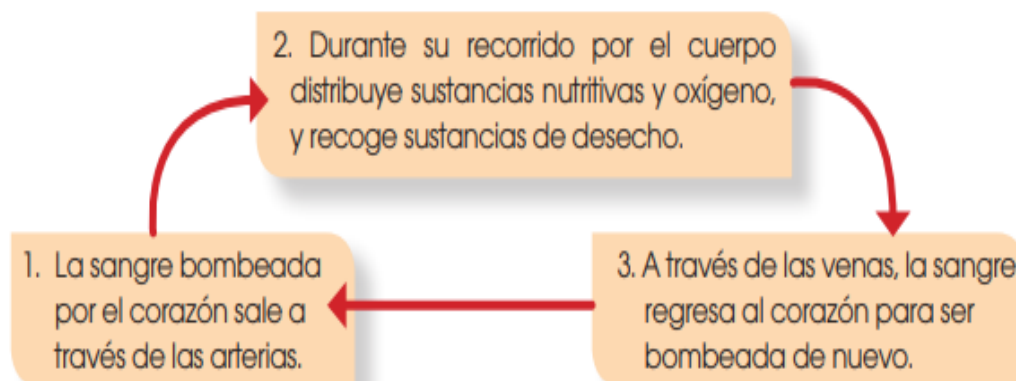 2. Durante su recorrido por el cuerpo
distribuye sustancias nutritivas y oxígeno,
y recoge sustancias de desecho.
1. La sangre bombeada
por el corazón sale a
través de las arterias.
3. A través de las venas, la sangre
regresa al corazón para ser
bombeada de nuevo.